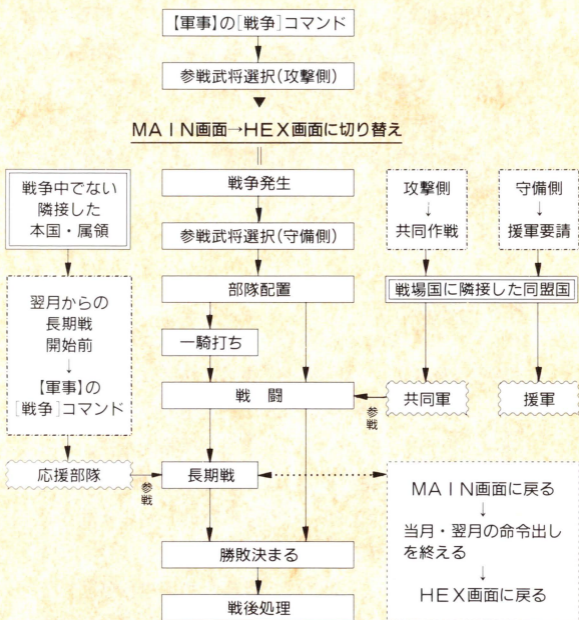 【軍事】の[戦争]コマンド
参戦武将選択(攻撃側)
▼
MAIN画面→HEX画面に切り替え
戦争発生
参戦武将選択(守備側)
部隊配置
一騎打ち
戦 闘
長期戦
勝敗決まる
戦後処理
戦争中でない
隣接した
本国・属領
翌月からの
長期戦
開始前
↓
【軍事】の
[戦争]コマンド
応援部隊
参戦
攻撃側
↓
共同作戦
守備側
↓
援軍要請
戦場国に隣接した同盟国
共同軍
援軍
参戦
MAIN画面に戻る
↓
当月・翌月の命令出し
を終える
↓
HEX画面に戻る